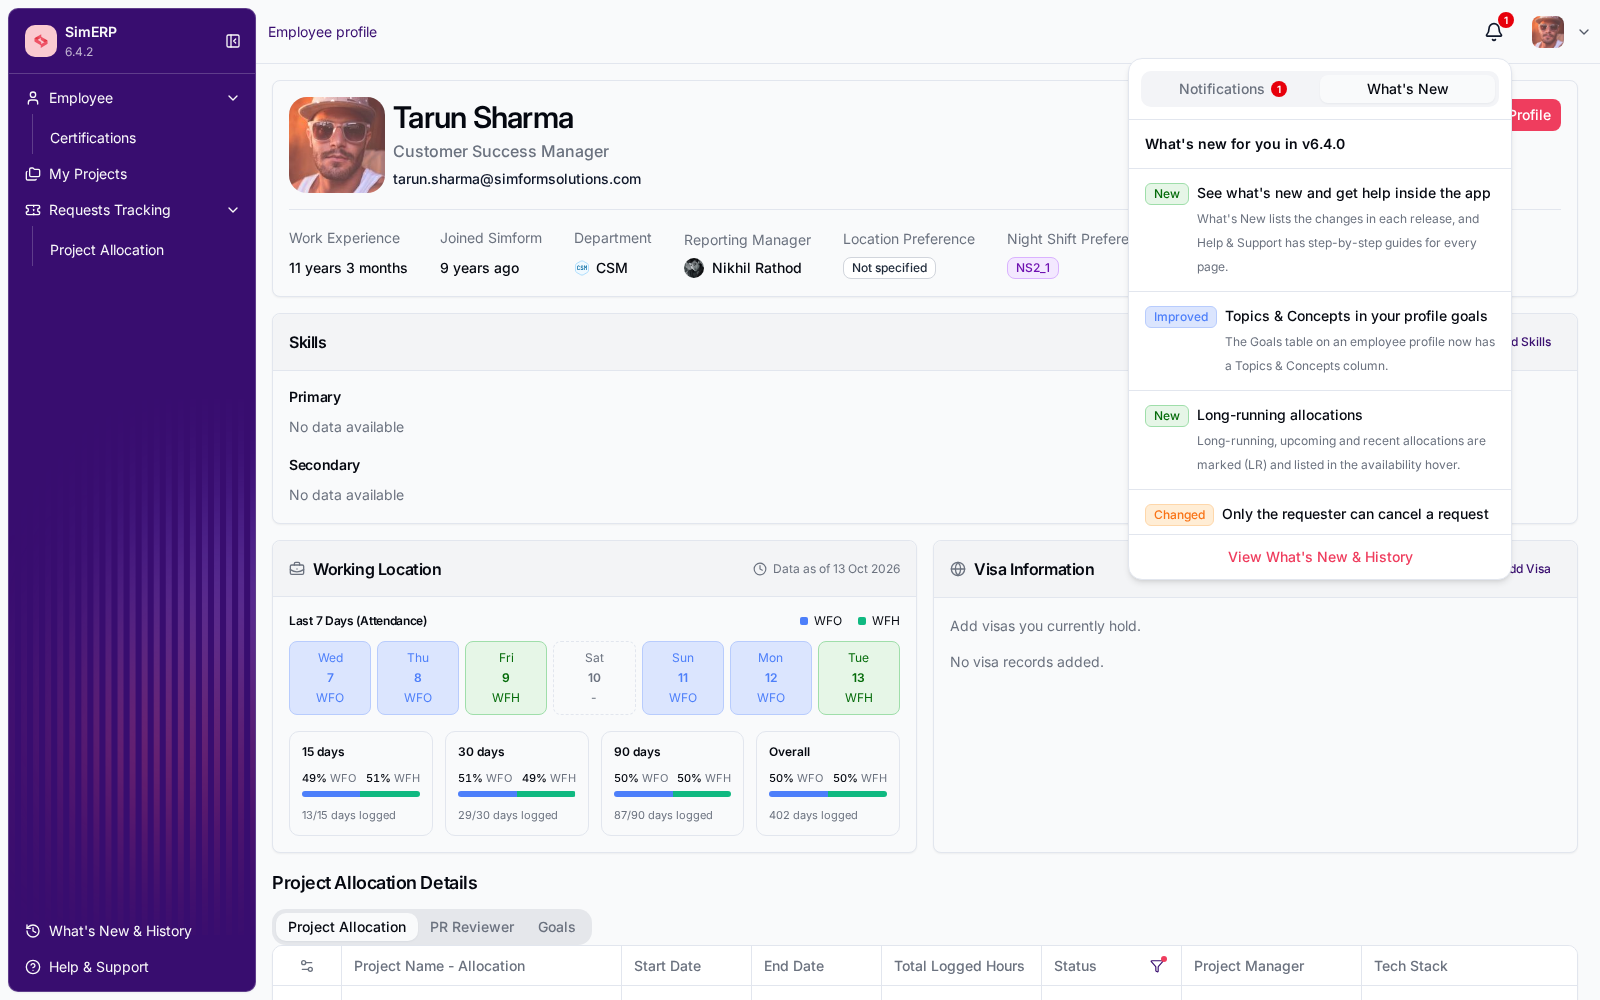 SimERP
6.4.2
Employee
Certifications
My Projects
Requests Tracking
Project Allocation
What's New & History
Help & Support
Employee profile
1
Notifications 1
What's New
What's new for you in v6.4.0
New See what's new and get help inside the app
What's New lists the changes in each release, and
Help & Support has step-by-step guides for every
page.
Improved Topics & Concepts in your profile goals
The Goals table on an employee profile now has
a Topics & Concepts column.
New Long-running allocations
Long-running, upcoming and recent allocations are
marked (LR) and listed in the availability hover.
Changed Only the requester can cancel a request
View What's New & History
Profile
Tarun Sharma
Customer Success Manager
tarun.sharma@simformsolutions.com
Work Experience
11 years 3 months
Joined Simform
9 years ago
Department
CSM CSM
Reporting Manager
Nikhil Rathod
Location Preference
Not specified
Night Shift Prefere
NS2_1
Skills
d Skills
Primary
No data available
Secondary
No data available
Working Location
Data as of 13 Oct 2026
Last 7 Days (Attendance)
WFO WFH
Wed
7
WFO
Thu
8
WFO
Fri
9
WFH
Sat
10
-
Sun
11
WFO
Mon
12
WFO
Tue
13
WFH
15 days
49% WFO 51% WFH
13/15 days logged
30 days
51% WFO 49% WFH
29/30 days logged
90 days
50% WFO 50% WFH
87/90 days logged
Overall
50% WFO 50% WFH
402 days logged
Visa Information
dd Visa
Add visas you currently hold.
No visa records added.
Project Allocation Details
Project Allocation PR Reviewer Goals
Project Name - Allocation Start Date End Date Total Logged Hours Status Project Manager Tech Stack